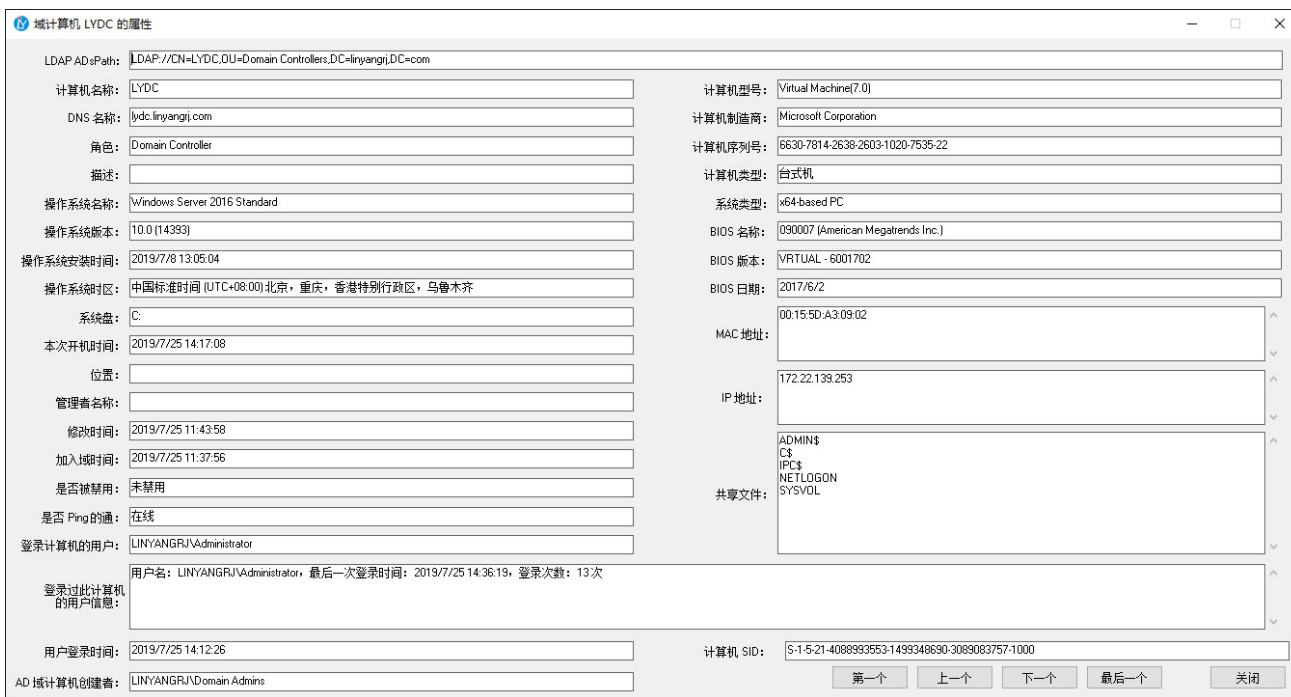 域计算机 LYDC 的属性
LDAP ADsPath: LDAP://CN=LYDC,OU=Domain Controllers,DC=linyangrj,DC=com
计算机名称: LYDC
DNS 名称: lydc.linyangrj.com
角色: Domain Controller
描述:
操作系统名称: Windows Server 2016 Standard
操作系统版本: 10.0 (14393)
操作系统安装时间: 2019/7/8 13:05:04
操作系统时区: 中国标准时间 (UTC+08:00)北京，重庆，香港特别行政区，乌鲁木齐
系统盘: C:
本次开机时间: 2019/7/25 14:17:08
位置:
管理者名称:
修改时间: 2019/7/25 11:43:58
加入域时间: 2019/7/25 11:37:56
是否被禁用: 未禁用
是否 Ping的通: 在线
登录计算机的用户: LINYANGRJ\Administrator
计算机型号: Virtual Machine(7.0)
计算机制造商: Microsoft Corporation
计算机序列号: 6630-7814-2638-2603-1020-7535-22
计算机类型: 台式机
系统类型: x64-based PC
BIOS 名称: 090007 (American Megatrends Inc.)
BIOS 版本: VRTUAL - 6001702
BIOS 日期: 2017/6/2
MAC 地址: 00:15:5D:A3:09:02
IP 地址: 172.22.139.253
共享文件:
ADMIN$
C$
IPC$
NETLOGON
SYSVOL
登录过此计算机
的用户信息:
用户名：LINYANGRJ\Administrator，最后一次登录时间：2019/7/25 14:36:19，登录次数：13次
用户登录时间: 2019/7/25 14:12:26
计算机 SID: S-1-5-21-4088993553-1499348690-3089083757-1000
AD 域计算机创建者: LINYANGRJ\Domain Admins
第一个 上一个 下一个 最后一个 关闭